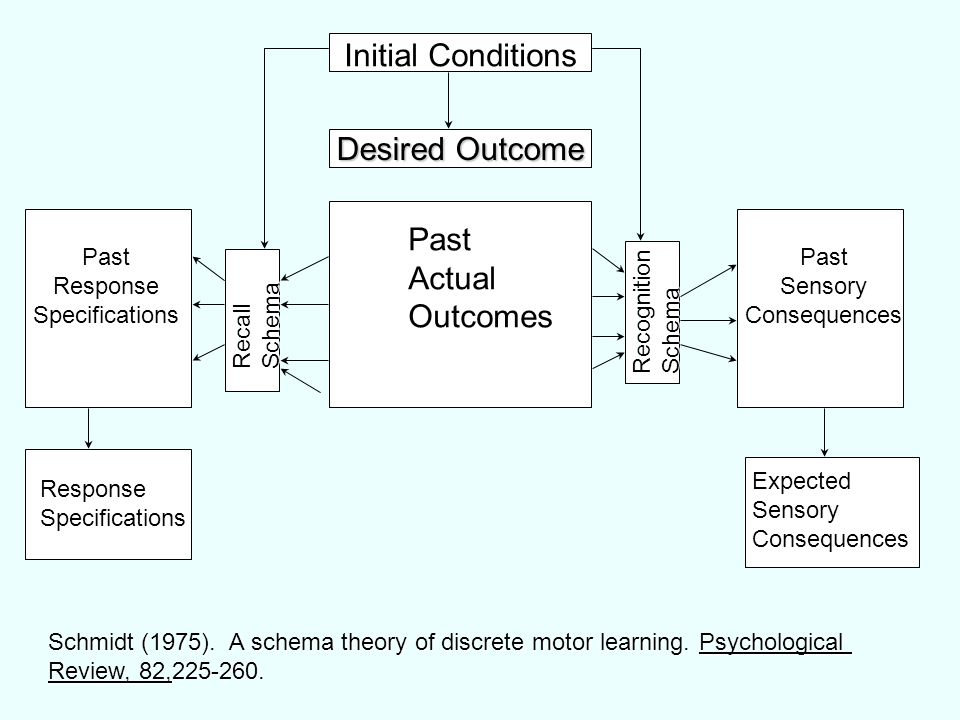 Initial Conditions
Desired Outcome
Past
Response
Specifications
Recall
Schema
Past
Actual
Outcomes
Recognition
Schema
Past
Sensory
Consequences
Response
Specifications
Expected
Sensory
Consequences
Schmidt (1975).  A schema theory of discrete motor learning. Psychological
Review, 82,225-260.